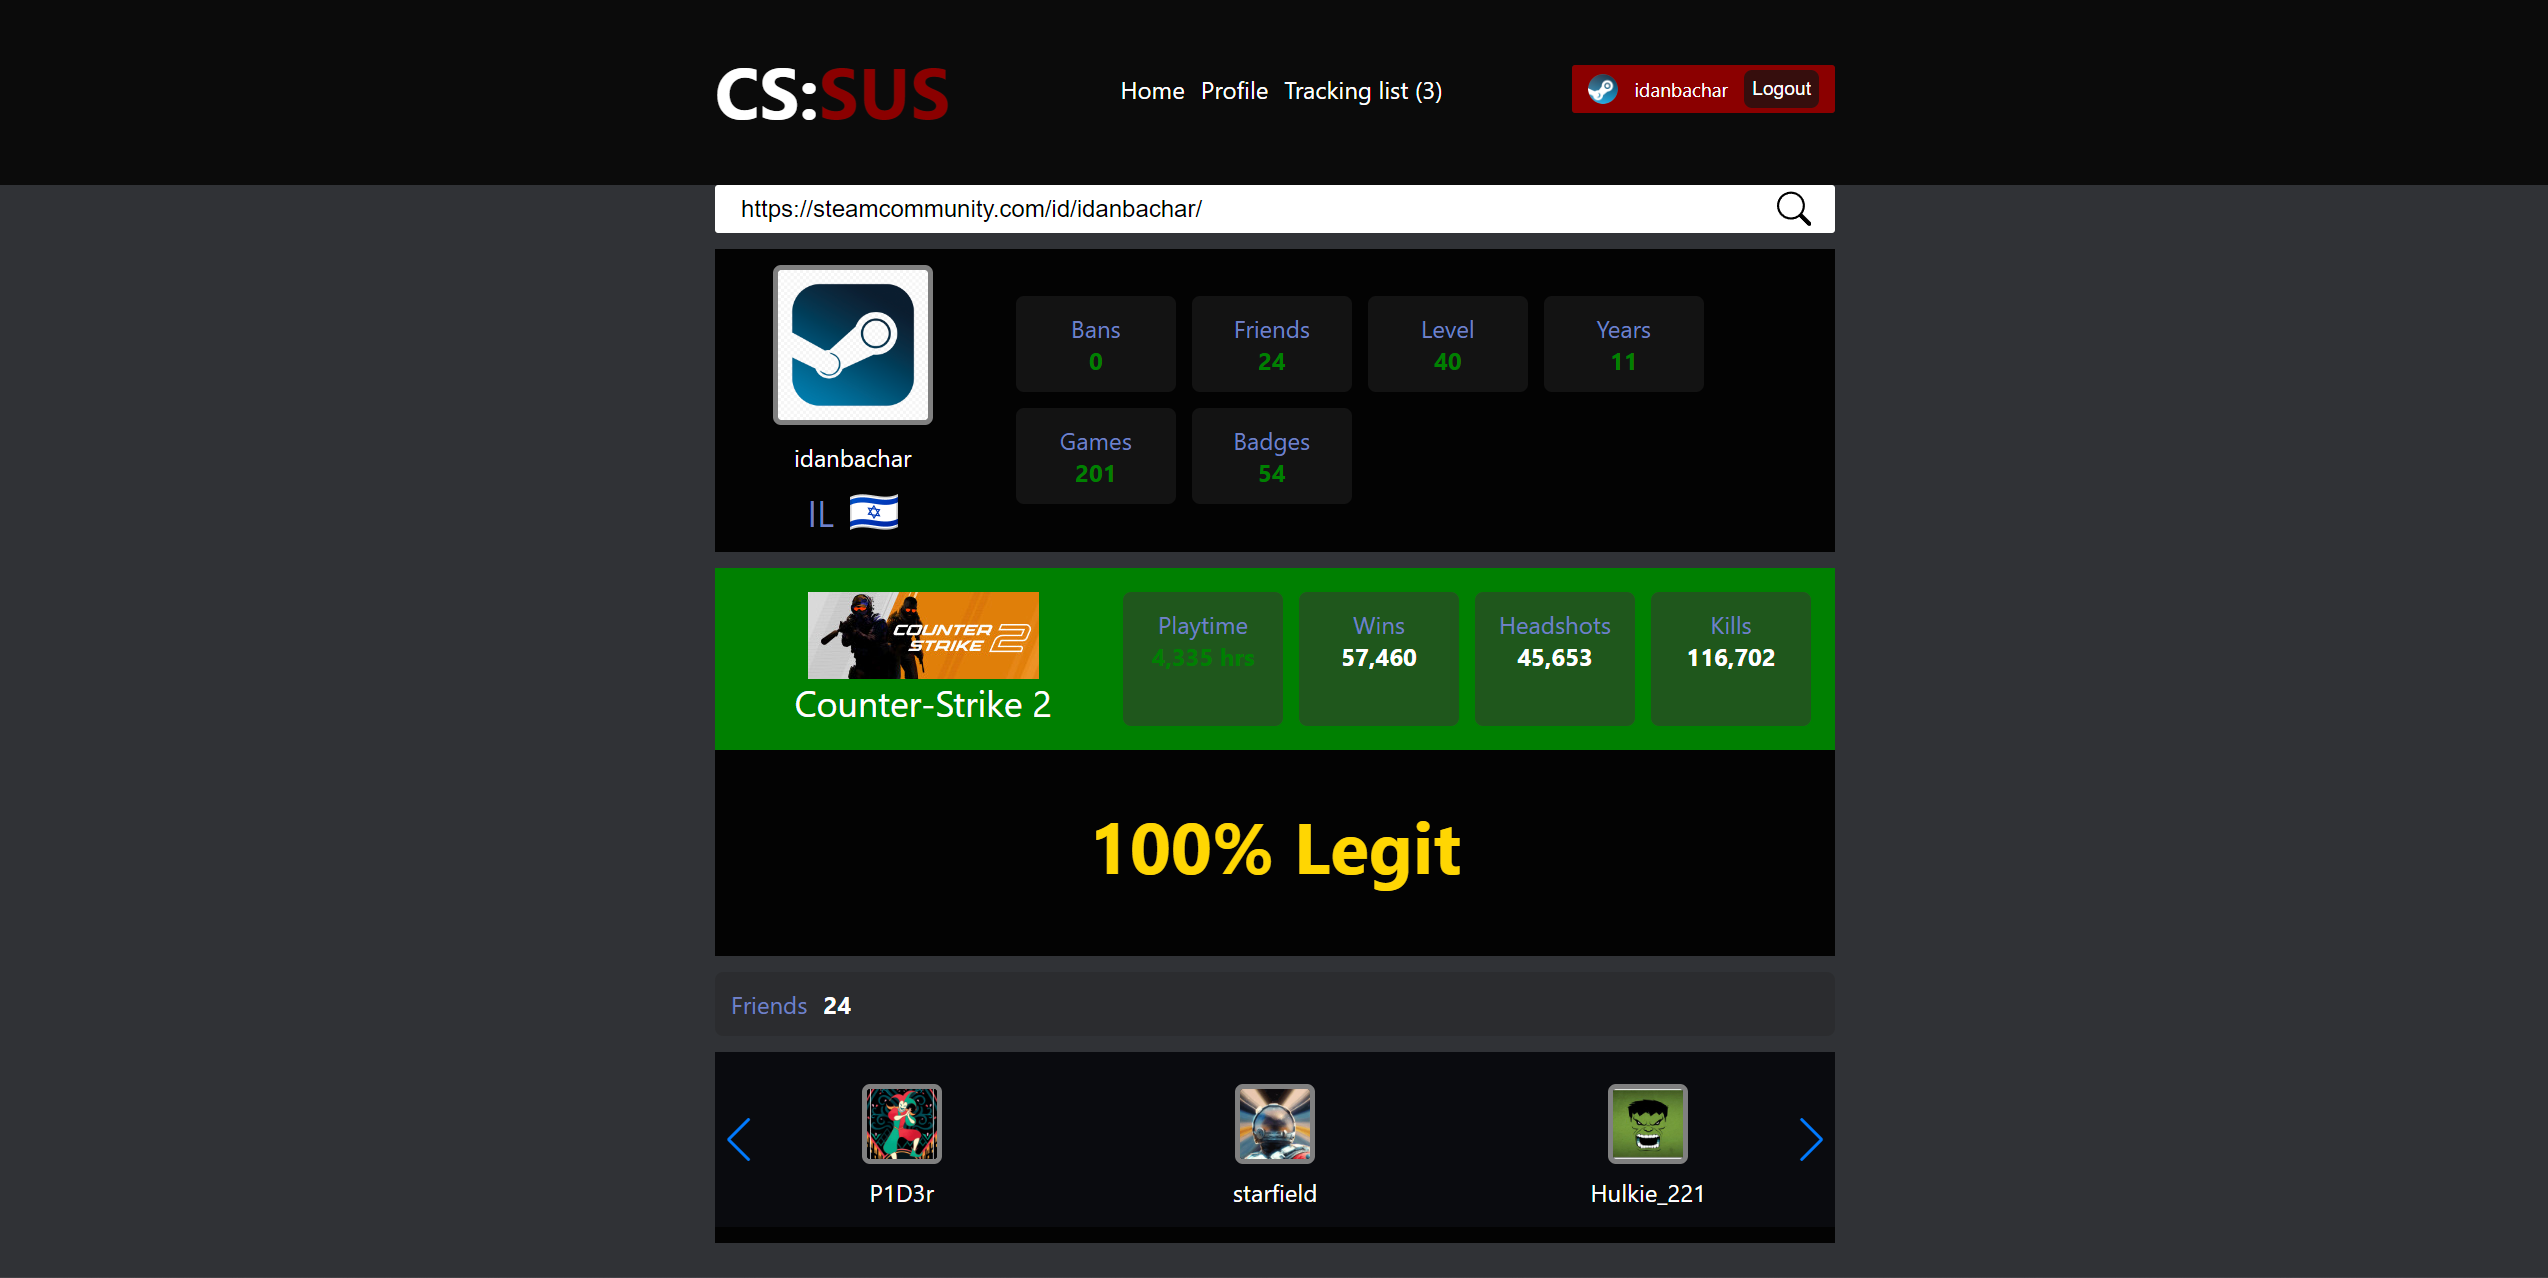 CS:SUS
Home Profile Tracking list (3)
idanbachar Logout
https://steamcommunity.com/id/idanbachar/
Bans Friends Level Years
0 24 40 11
Games Badges
201 54
idanbachar
IL
COUNTER
STRIKE 2
Counter-Strike 2
Playtime Wins Headshots Kills
4,335 hrs 57,460 45,653 116,702
100% Legit
Friends 24
P1D3r starfield Hulkie_221